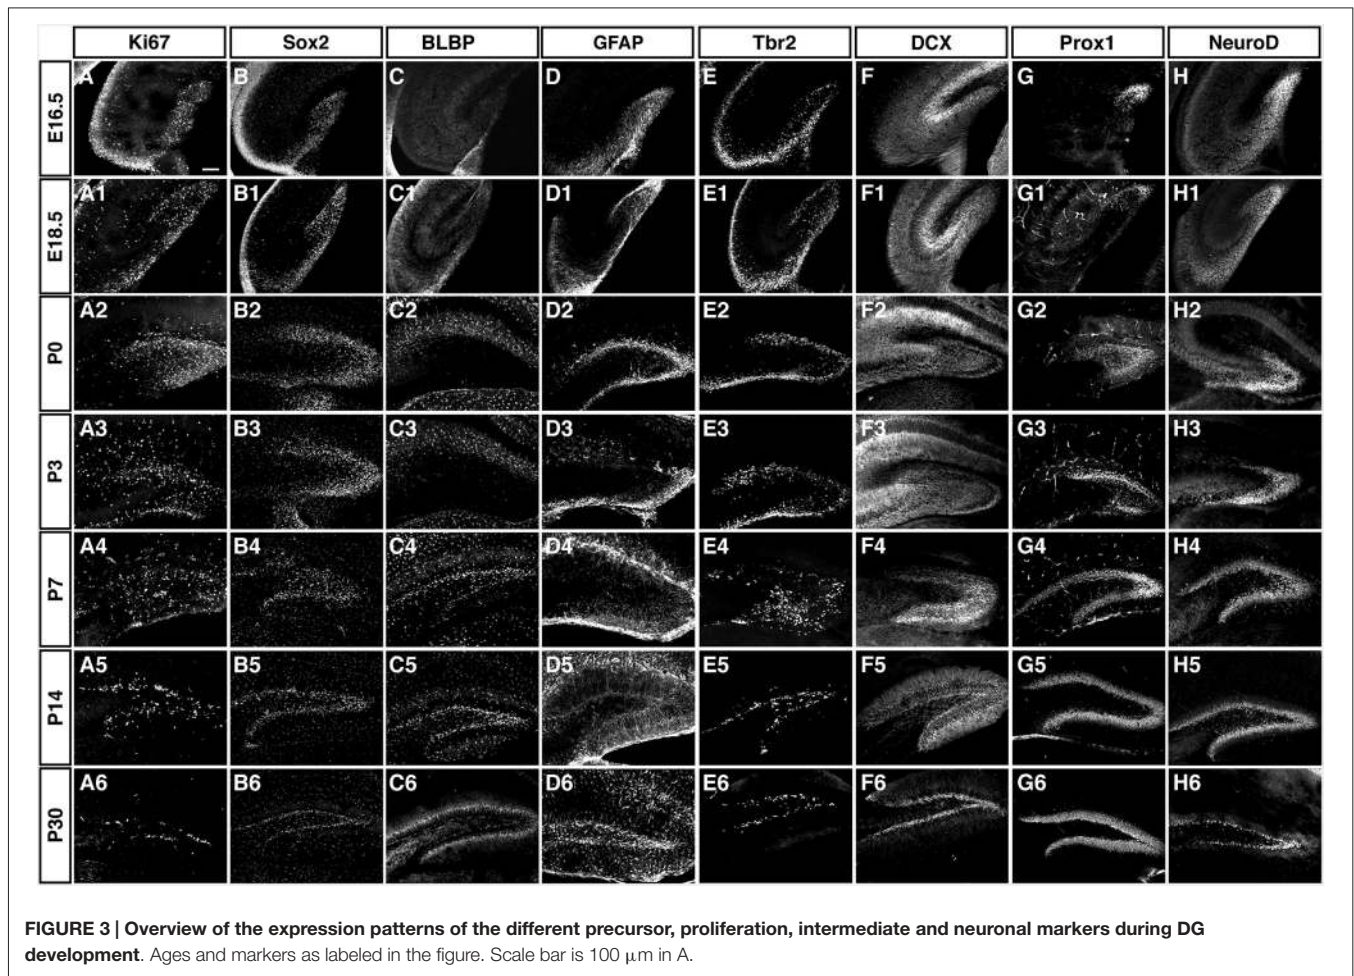 Ki67 Sox2 BLBP GFAP Tbr2 DCX Prox1 NeuroD
E16.5 A B C D E F G H
E18.5 A1 B1 C1 D1 E1 F1 G1 H1
P0 A2 B2 C2 D2 E2 F2 G2 H2
P3 A3 B3 C3 D3 E3 F3 G3 H3
P7 A4 B4 C4 D4 E4 F4 G4 H4
P14 A5 B5 C5 D5 E5 F5 G5 H5
P30 A6 B6 C6 D6 E6 F6 G6 H6
FIGURE 3 | Overview of the expression patterns of the different precursor, proliferation, intermediate and neuronal markers during DG
development. Ages and markers as labeled in the figure. Scale bar is 100 μm in A.